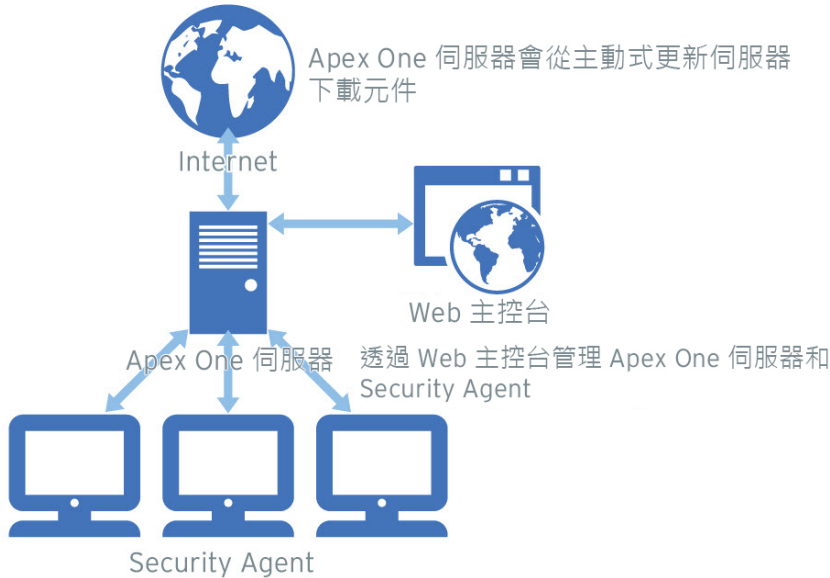 Apex One 伺服器會從主動式更新伺服器
下載元件
Internet
Web 主控台
Apex One 伺服器
透過 Web 主控台管理 Apex One 伺服器和
Security Agent
Security Agent